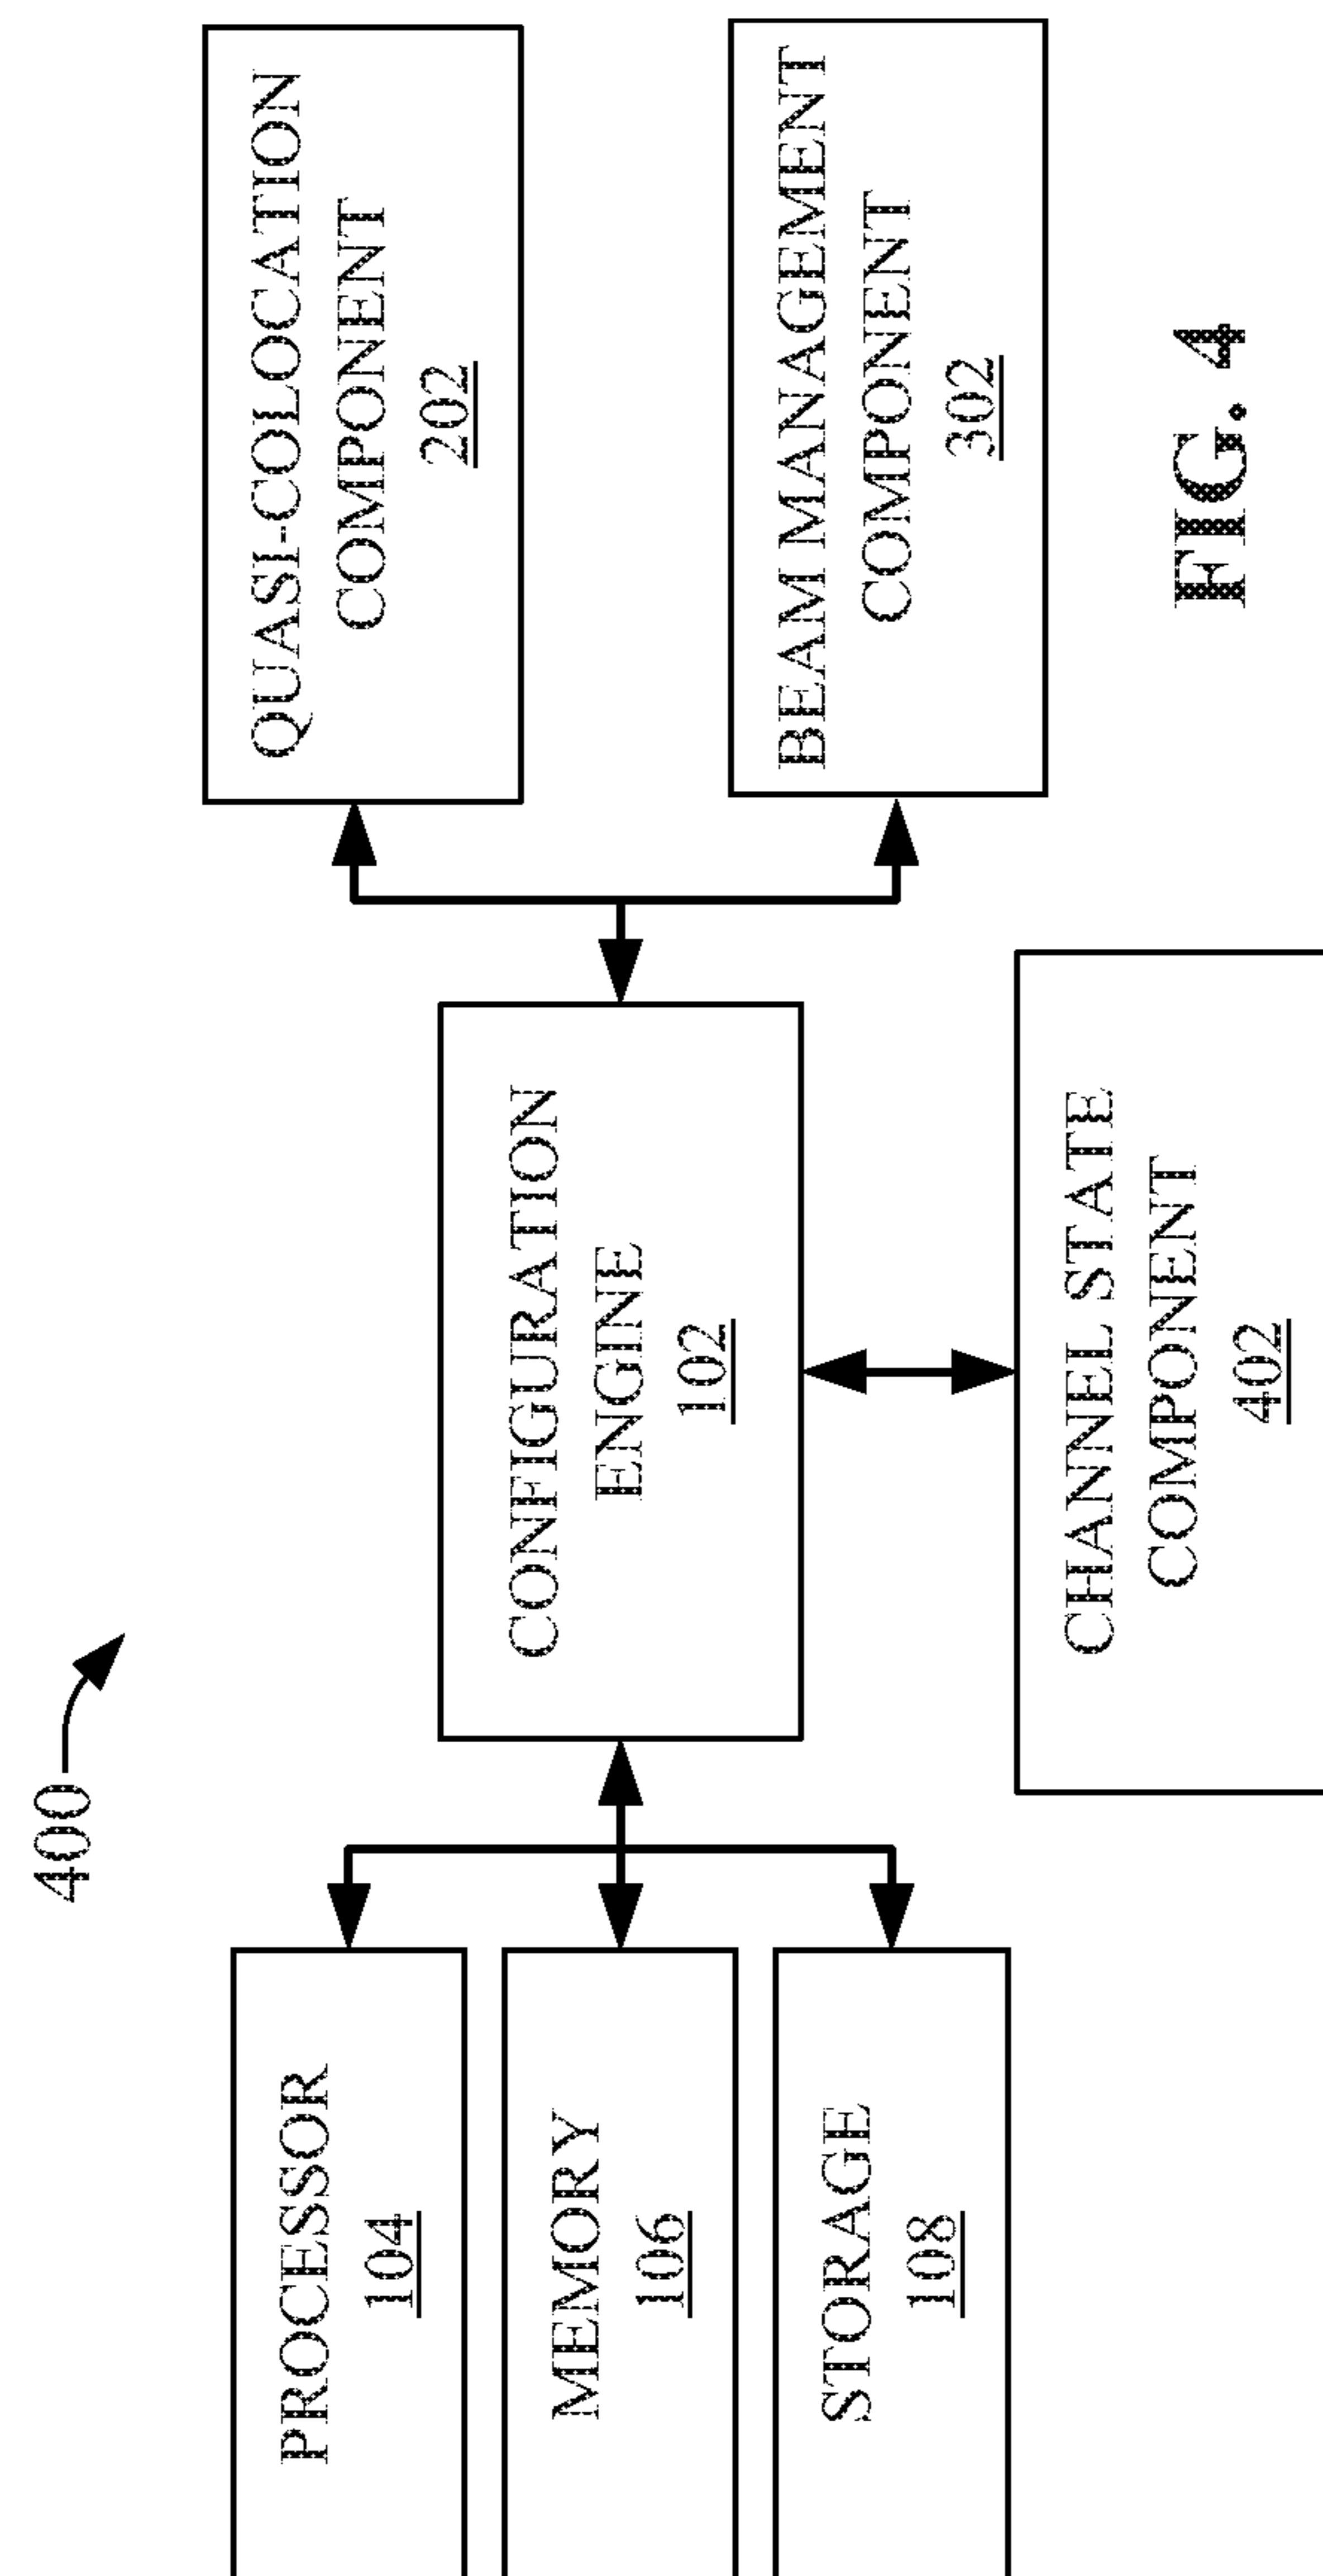 400
PROCESSOR
104
MEMORY
106
STORAGE
108
CONFIGURATION
ENGINE
102
CHANNEL STATE
COMPONENT
402
QUASI-COLOCATION
COMPONENT
202
BEAM MANAGEMENT
COMPONENT
302
FIG. 4